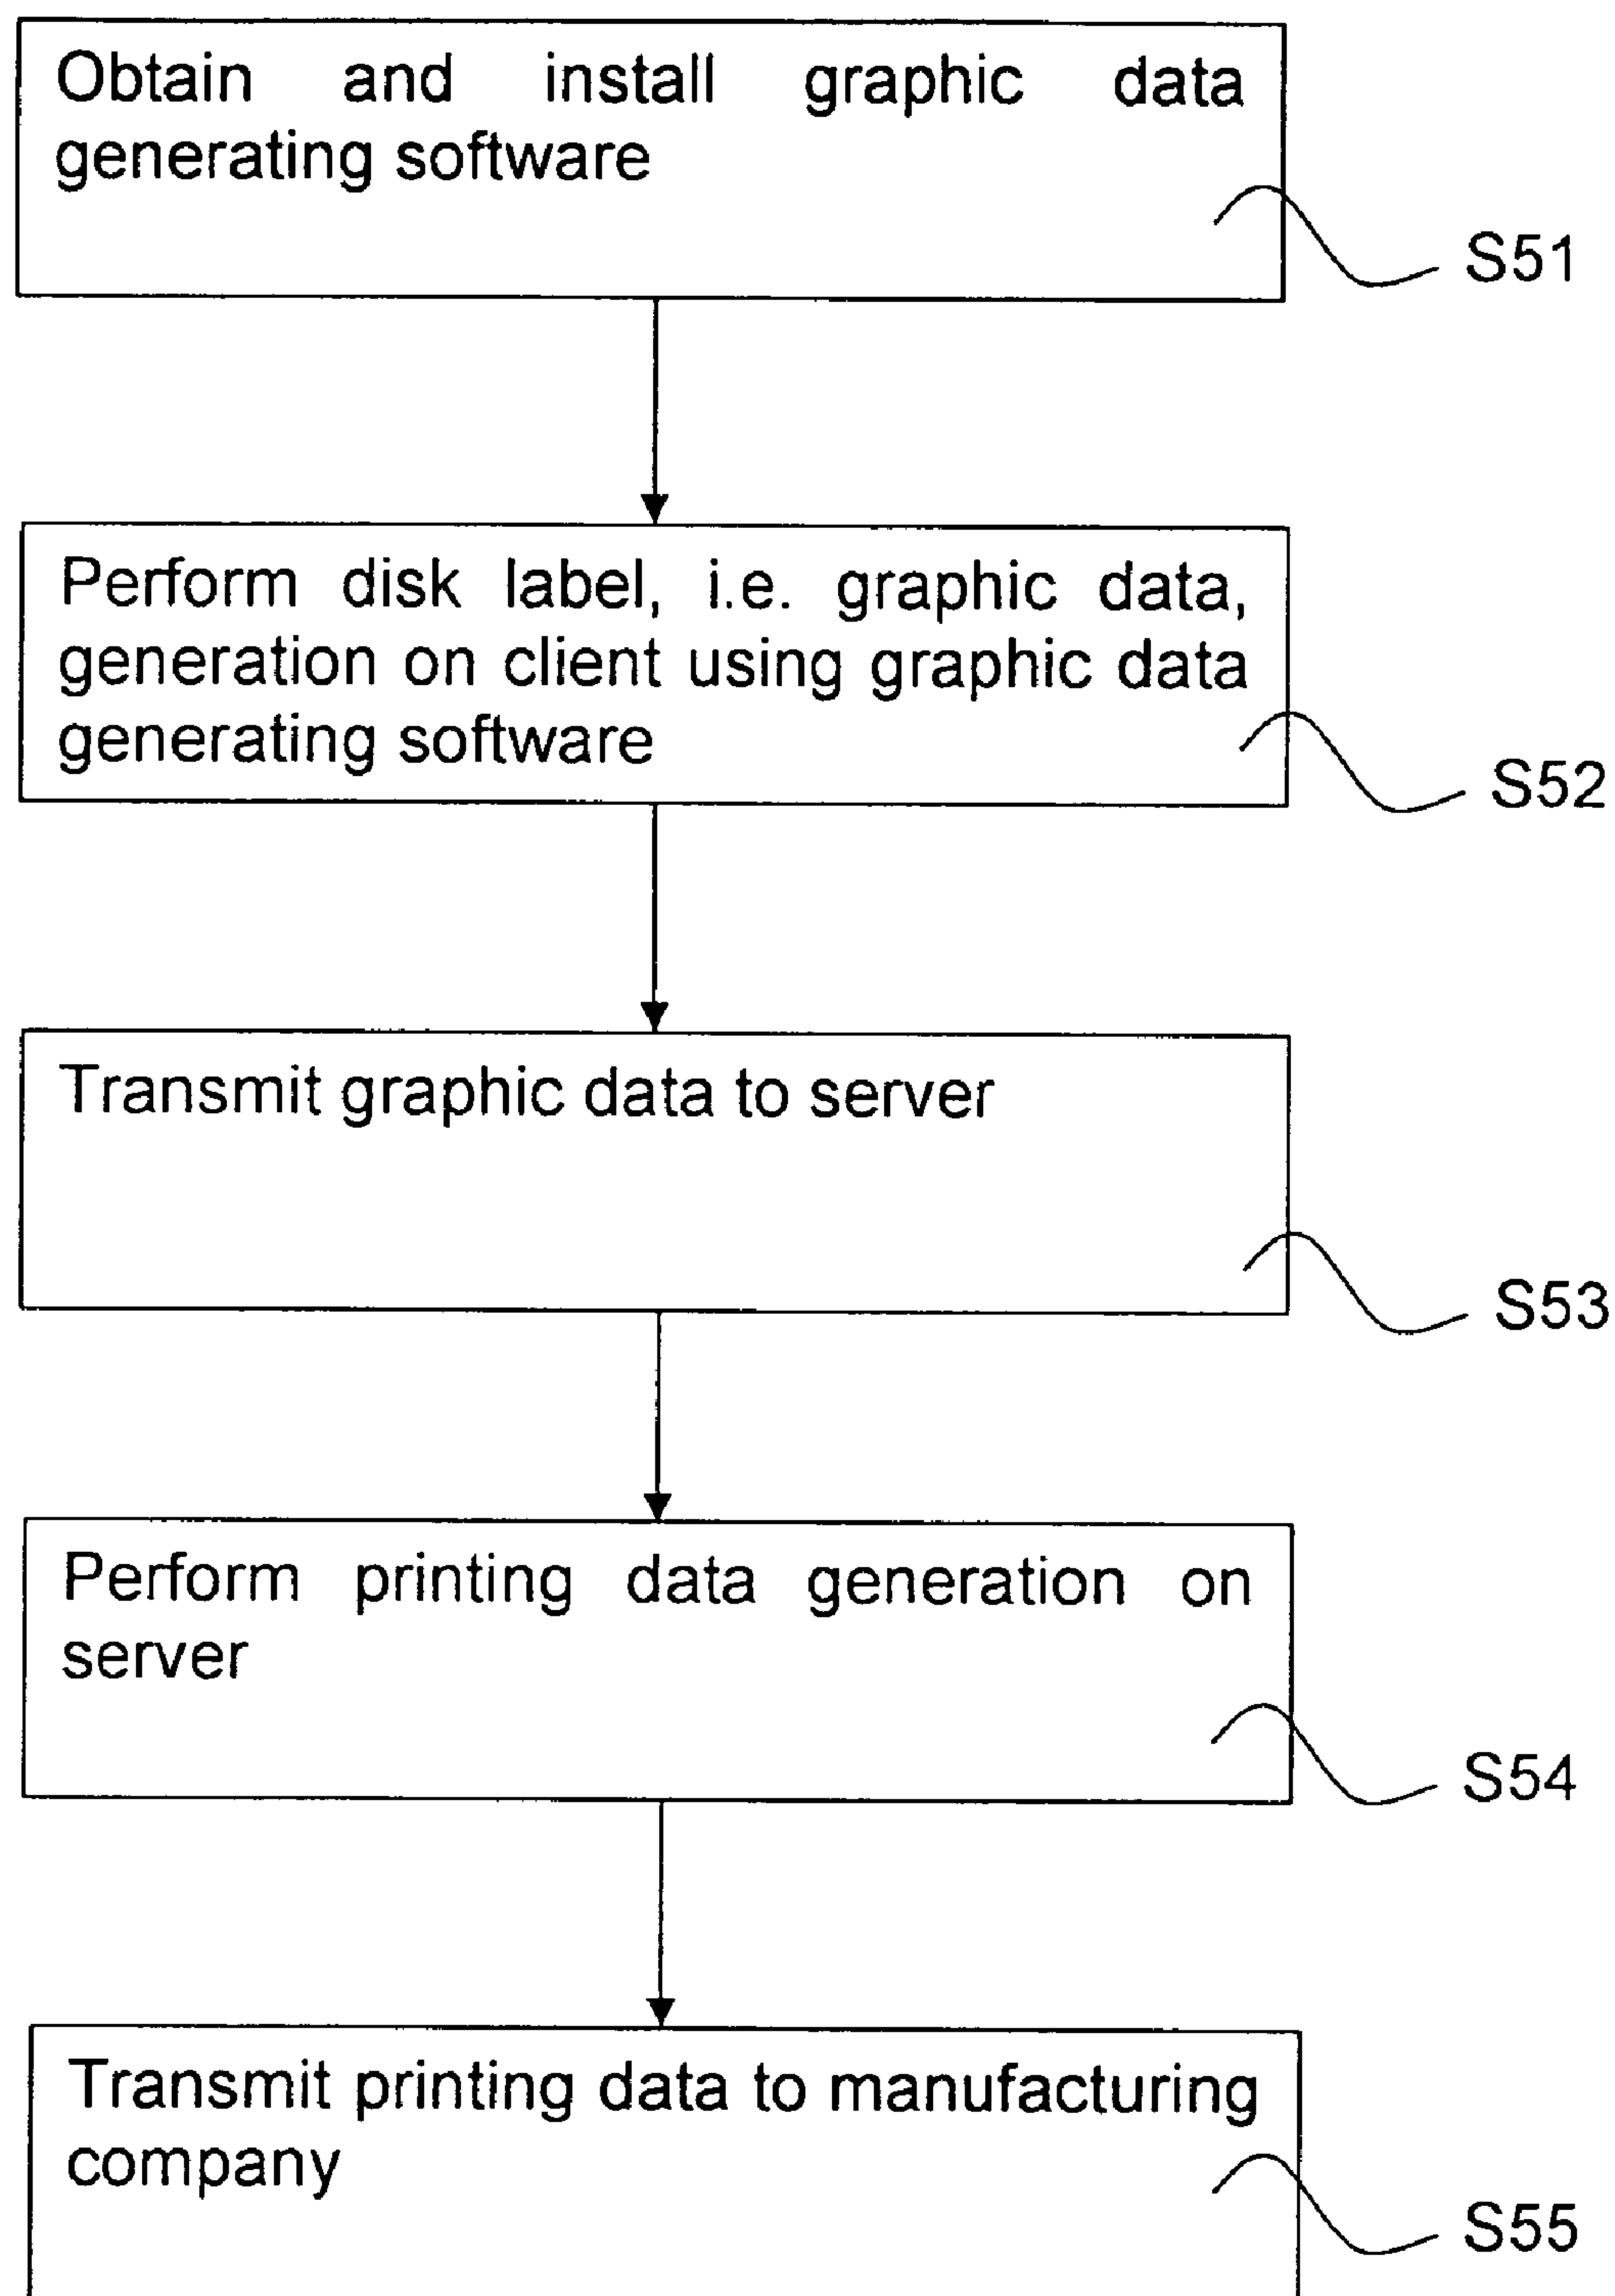 Obtain and install graphic data
generating software
S51
Perform disk label, i.e. graphic data,
generation on client using graphic data
generating software
S52
Transmit graphic data to server
S53
Perform printing data generation on
server
S54
Transmit printing data to manufacturing
company
S55